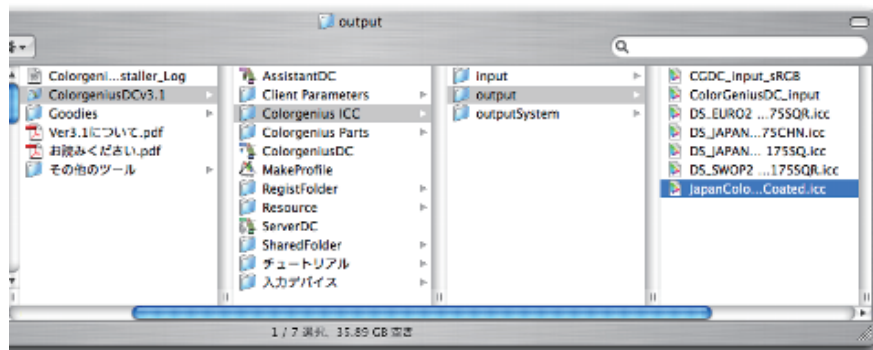 output
Colorgeni...staller_Log
ColorgeniusDCv3.1
Goodies
Ver3.1について.pdf
お読みください.pdf
その他のツール
AssistantDC
Client Parameters
Colorgenius ICC
Colorgenius Parts
ColorgeniusDC
MakeProfile
RegistFolder
Resource
ServerDC
SharedFolder
チュートリアル
入力デバイス
input
output
outputSystem
CGDC_input_sRGB
ColorGeniusDC_input
DS_EURO2 ...75SQR.icc
DS_JAPAN...7SCHN.icc
DS_JAPAN... 175SQ.icc
DS_SWOP2 ...175SQR.icc
JapanColo...Coated.icc
1 / 7 選択、35.89 GB 空き